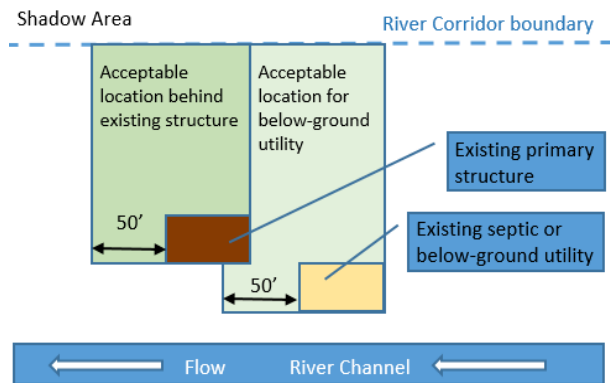 Shadow Area
River Corridor boundary
Acceptable
location behind
existing structure
Acceptable
location for
below-ground
utility
Existing primary
structure
50’
Existing septic or
below-ground utility
50’
Flow
River Channel